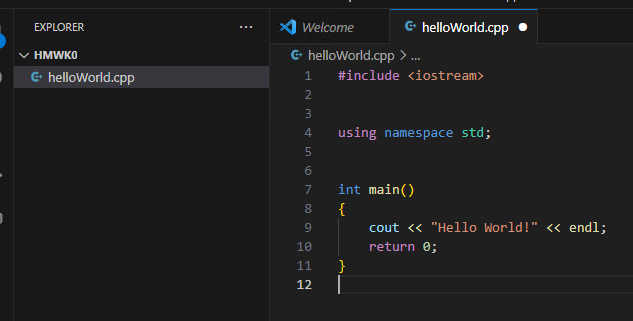 EXPLORER ...
HMWK0
helloWorld.cpp
Welcome helloWorld.cpp
helloWorld.cpp > ...
1 #include <iostream>
2
3
4 using namespace std;
5
6
7 int main()
8 {
9 cout << "Hello World!" << endl;
10 return 0;
11 }
12